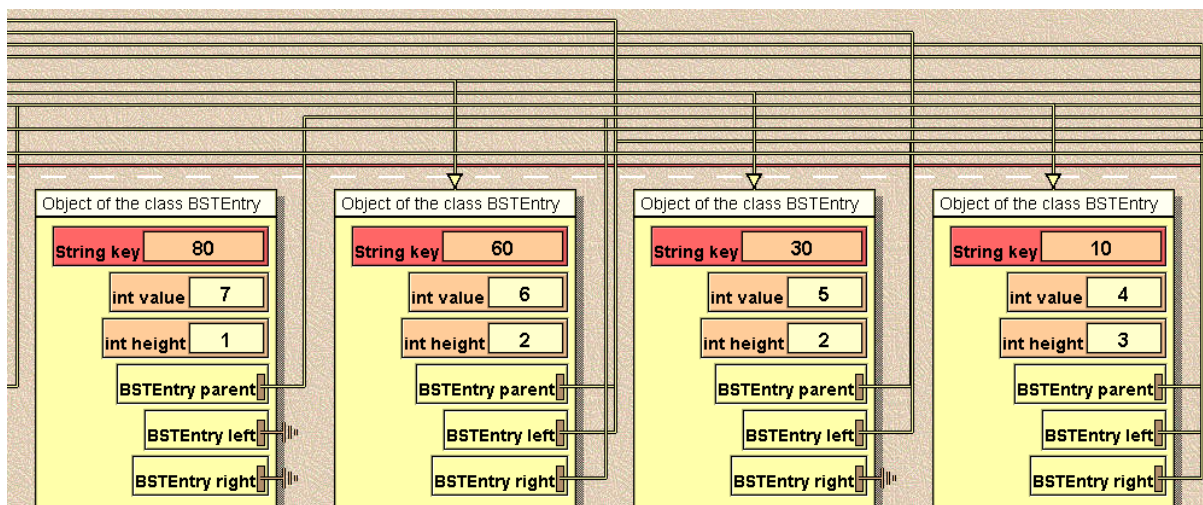 Object of the class BSTEntry
String key 80
int value 7
int height 1
BSTEntry parent
BSTEntry left
BSTEntry right
Object of the class BSTEntry
String key 60
int value 6
int height 2
BSTEntry parent
BSTEntry left
BSTEntry right
Object of the class BSTEntry
String key 30
int value 5
int height 2
BSTEntry parent
BSTEntry left
BSTEntry right
Object of the class BSTEntry
String key 10
int value 4
int height 3
BSTEntry parent
BSTEntry left
BSTEntry right